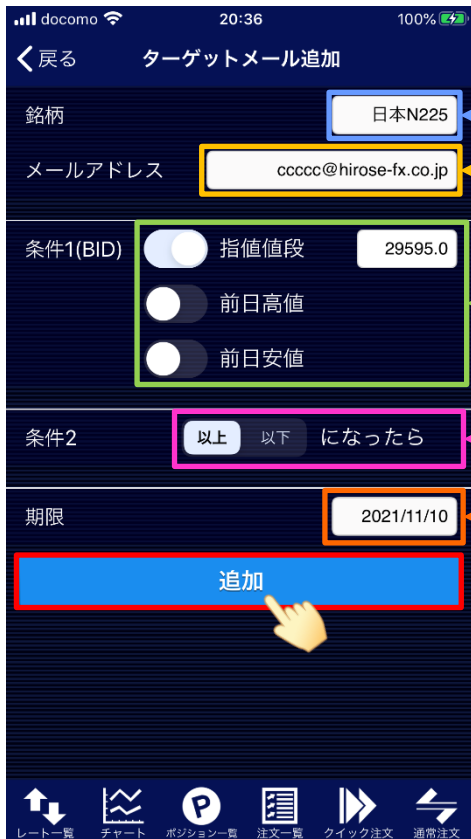 docomo 20:36 100%
戻る ターゲットメール追加
銘柄 日本N225
メールアドレス ccccc@hirose-fx.co.jp
条件1(BID) 指値値段 29595.0
前日高値
前日安値
条件2 以上 以下 になったら
期限 2021/11/10
追加
P
レート一覧 チャート ポジション一覧 注文一覧 クイック注文 通常注文